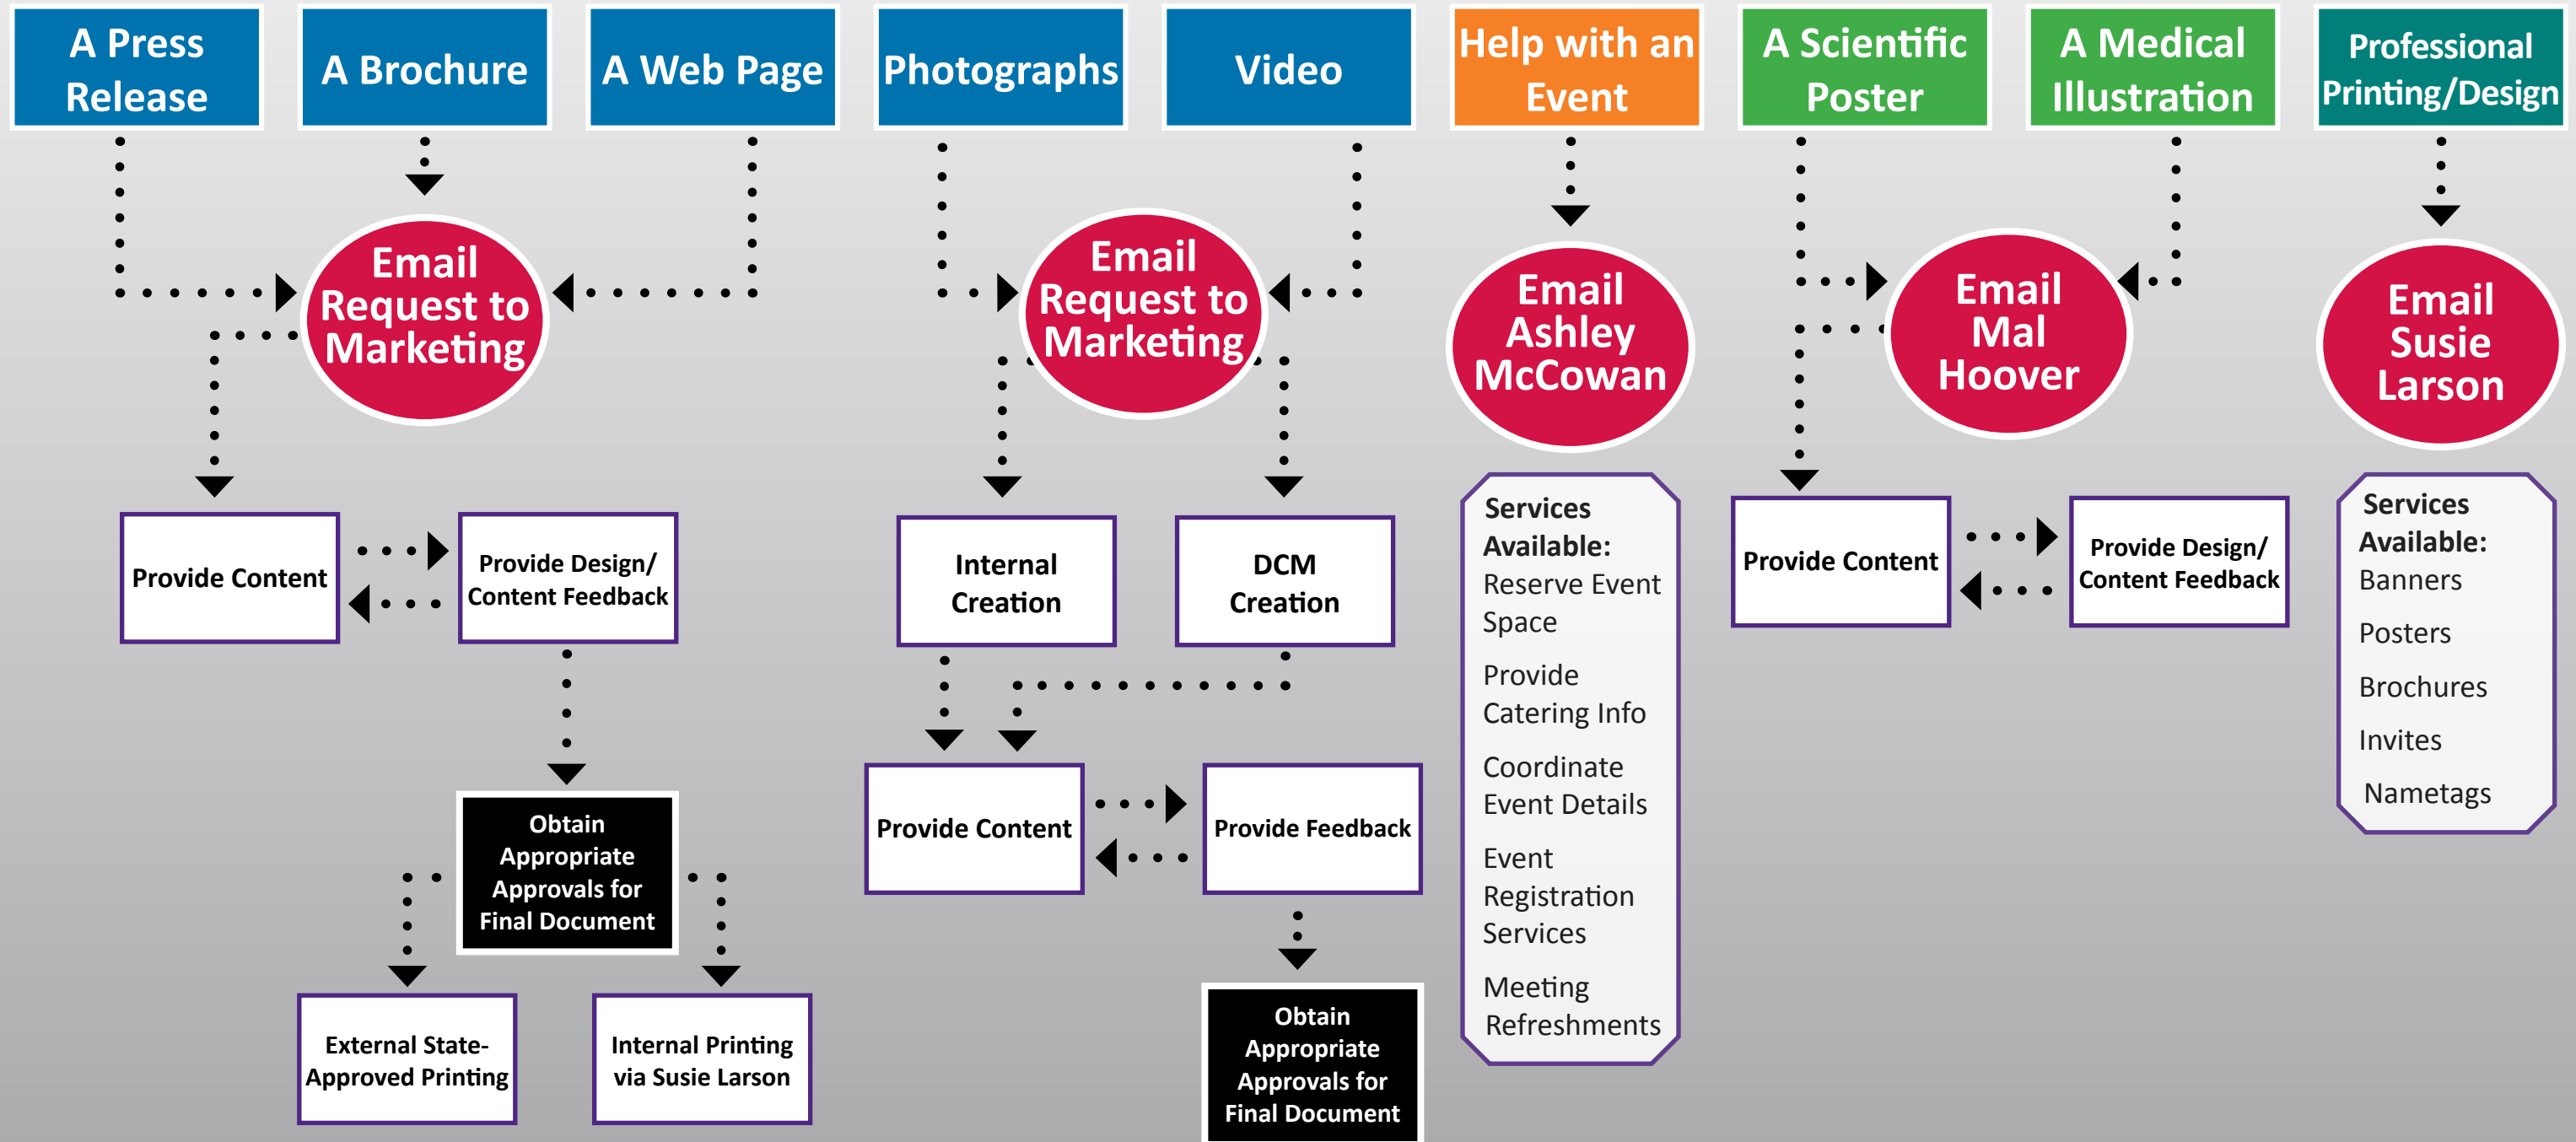 A Press
Release
A Brochure
A Web Page
Photographs
Video
Help with an
Event
A Scientific
Poster
A Medical
Illustration
Professional
Printing/Design
Email
Request to
Marketing
Email
Request to
Marketing
Email
Ashley
McCowan
Email
Mal
Hoover
Email
Susie
Larson
Provide Content
Provide Design/
Content Feedback
Obtain
Appropriate
Approvals for
Final Document
External State-
Approved Printing
Internal Printing
via Susie Larson
Internal
Creation
DCM
Creation
Provide Content
Provide Feedback
Obtain
Appropriate
Approvals for
Final Document
Services
Available:
Reserve Event
Space
Provide
Catering Info
Coordinate
Event Details
Event
Registration
Services
Meeting
Refreshments
Provide Content
Provide Design/
Content Feedback
Services
Available:
Banners
Posters
Brochures
Invites
Nametags